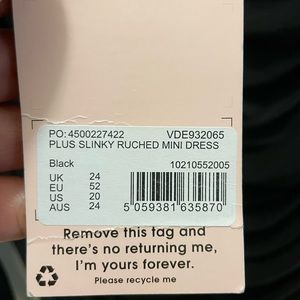 PO: 4500227422 VDE932065
PLUS SLINKY RUCHED MINI DRESS
Black 10210552005
UK 24
EU 52
US 20
AUS 24
5 059381 635870
Remove this tag and
there's no returning me,
I'm yours forever.
Please recycle me